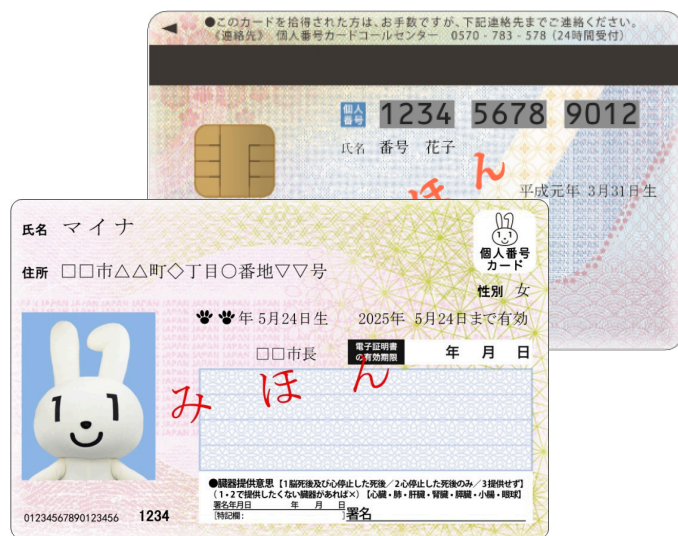 ●このカードを拾得された方は、お手数ですが、下記連絡先までご連絡ください。
《連絡先》 個人番号カードコールセンター 0570-783-578（24時間受付）
個人番号 1234 5678 9012
氏名 番号 花子
平成元年 3月31日生
ほん
氏名 マイナ
個人番号カード
住所 □□市△△町◇丁目○番地▽▽号
性別 女
年 5月24日生 2025年 5月24日まで有効
□□市長 電子証明書の有効期限 年 月 日
みほん
●臓器提供意思【1脳死後及び心停止した死後／2心停止した死後のみ／3提供せず】
（1・2で提供したくない臓器があれば×）【心臓・肺・肝臓・腎臓・膵臓・小腸・眼球】
署名年月日 年 月 日
［特記欄： ］署名
01234567890123456 1234